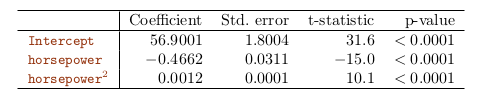 Coefficient Std. error t-statistic p-value
Intercept 56.9001 1.8004 31.6 < 0.0001
horsepower −0.4662 0.0311 −15.0 < 0.0001
horsepower² 0.0012 0.0001 10.1 < 0.0001